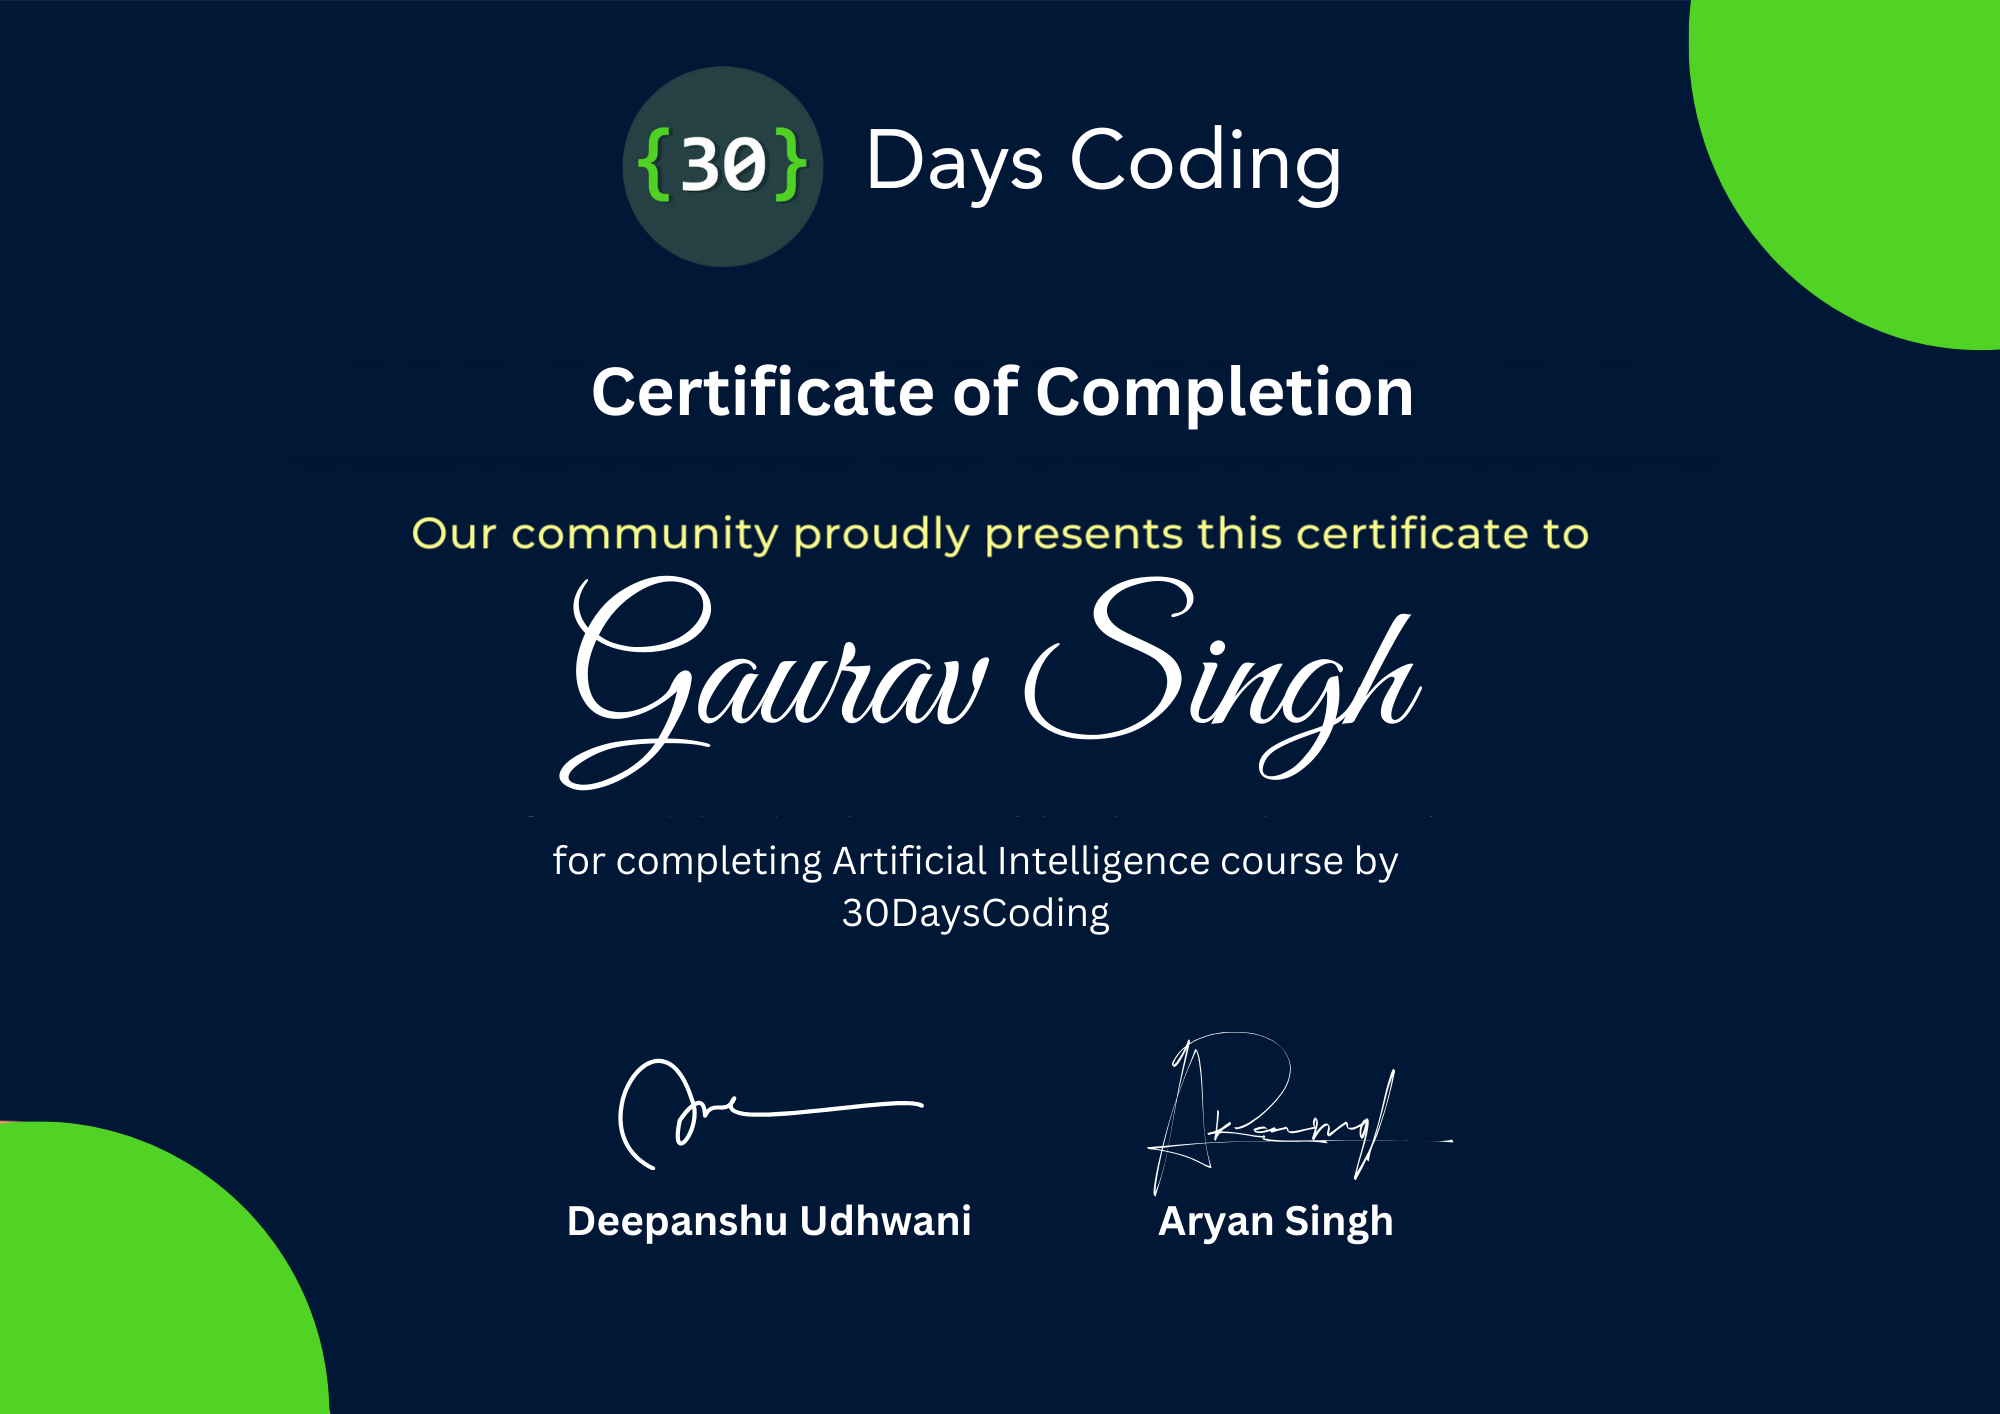 {30} Days Coding
Certificate of Completion
Our community proudly presents this certificate to
Gaurav Singh
for completing Artificial Intelligence course by
30DaysCoding
Deepanshu Udhwani
Aryan Singh